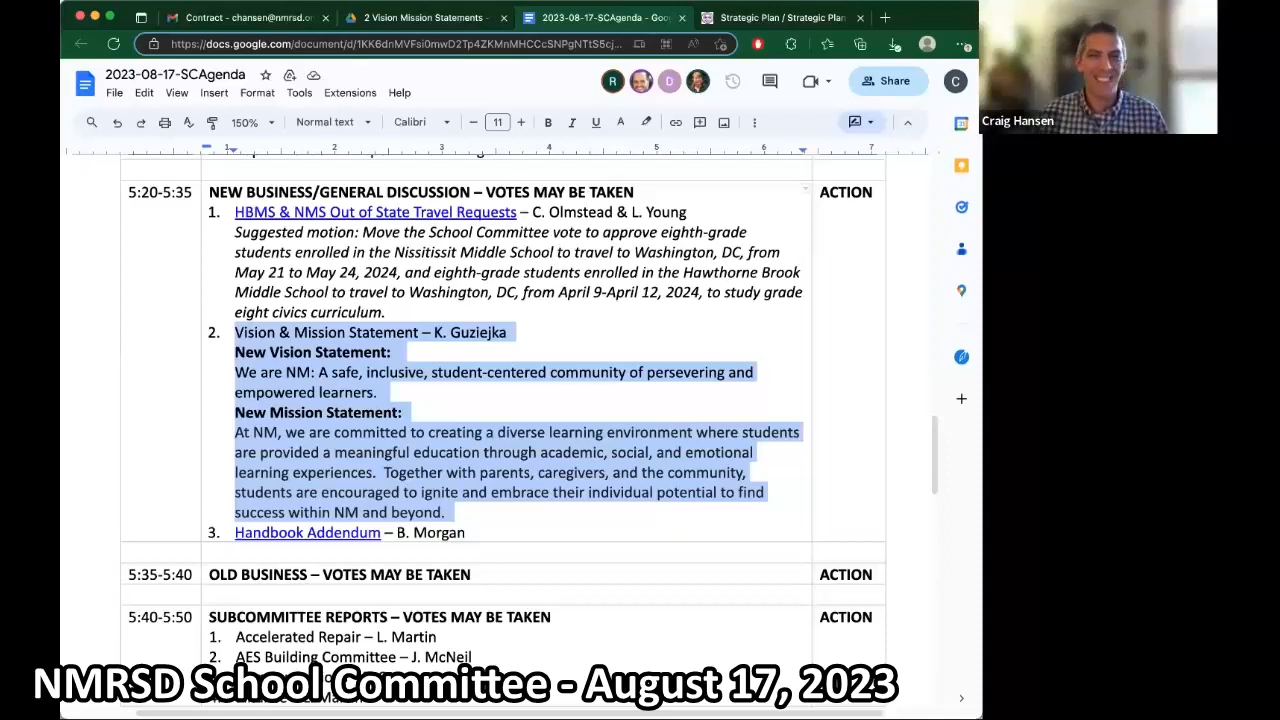 Contract - chansen@nmrsd.or
2 Vision Mission Statements -
2023-08-17-SCAgenda - Goo
Strategic Plan / Strategic Plan
https://docs.google.com/document/d/1KK6dnMVFsi0mwD2Tp4ZKMnMHCCcSNPgNTtS5cj...
2023-08-17-SCAgenda
File Edit View Insert Format Tools Extensions Help
R D Share C
150% Normal text Calibri 11 B I U A
1 2 3 4 5 6 7
Craig Hansen
5:20-5:35 NEW BUSINESS/GENERAL DISCUSSION – VOTES MAY BE TAKEN ACTION
1. HBMS & NMS Out of State Travel Requests – C. Olmstead & L. Young
Suggested motion: Move the School Committee vote to approve eighth-grade
students enrolled in the Nissitissit Middle School to travel to Washington, DC, from
May 21 to May 24, 2024, and eighth-grade students enrolled in the Hawthorne Brook
Middle School to travel to Washington, DC, from April 9-April 12, 2024, to study grade
eight civics curriculum.
2. Vision & Mission Statement – K. Guziejka
New Vision Statement:
We are NM: A safe, inclusive, student-centered community of persevering and
empowered learners.
New Mission Statement:
At NM, we are committed to creating a diverse learning environment where students
are provided a meaningful education through academic, social, and emotional
learning experiences. Together with parents, caregivers, and the community,
students are encouraged to ignite and embrace their individual potential to find
success within NM and beyond.
3. Handbook Addendum – B. Morgan
5:35-5:40 OLD BUSINESS – VOTES MAY BE TAKEN ACTION
5:40-5:50 SUBCOMMITTEE REPORTS – VOTES MAY BE TAKEN ACTION
1. Accelerated Repair – L. Martin
2. AES Building Committee – J. McNeil
NMRSD School Committee - August 17, 2023